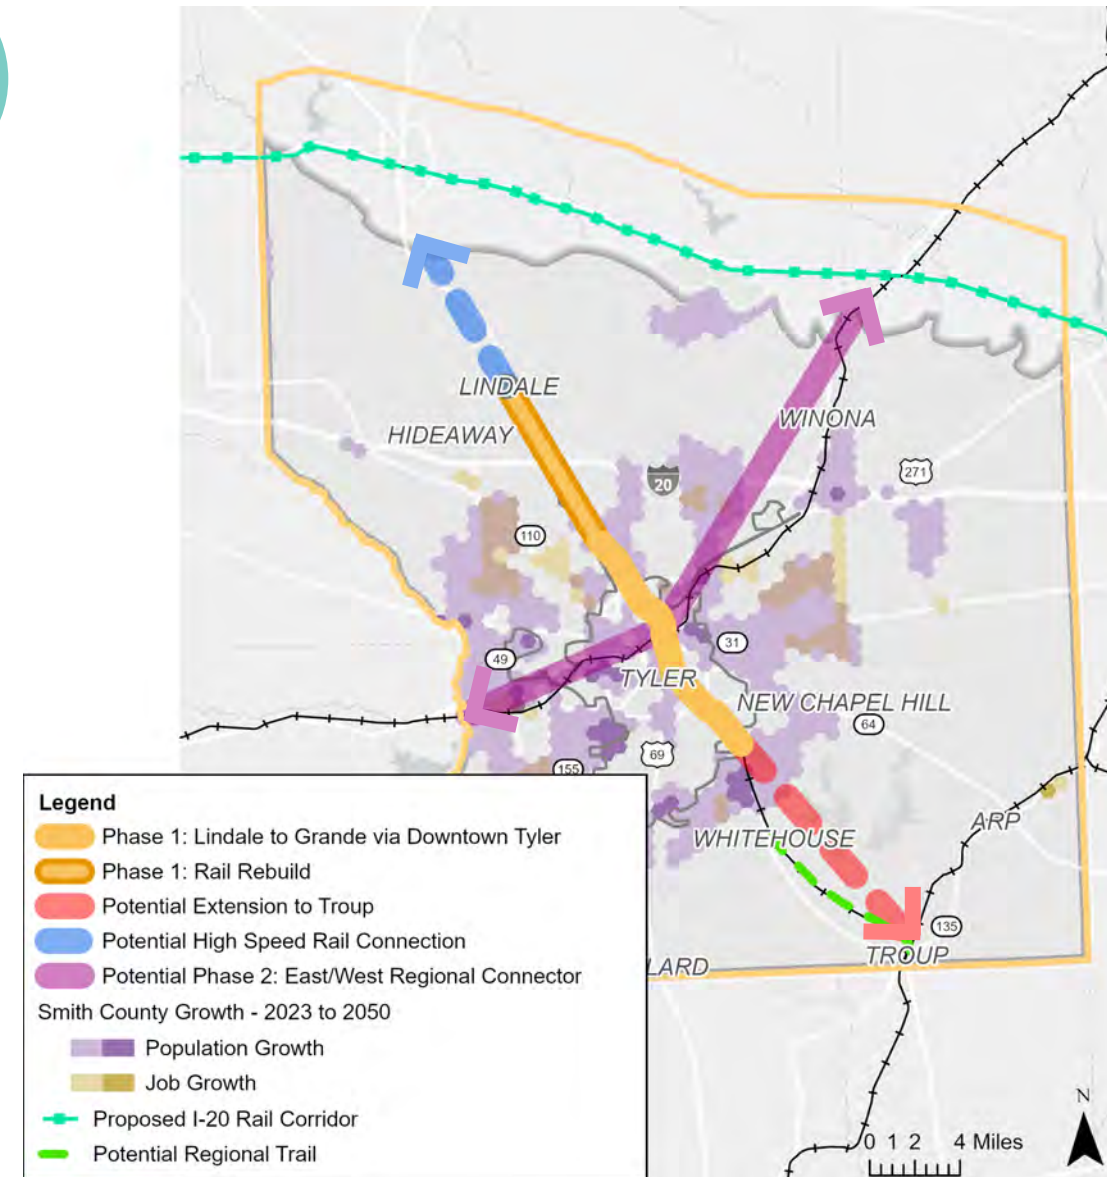 LINDALE
HIDEAWAY
WINONA
271
20
110
31
49
TYLER
NEW CHAPEL HILL
64
69
155
WHITEHOUSE
ARP
135
TROUP
LARD
Legend
Phase 1: Lindale to Grande via Downtown Tyler
Phase 1: Rail Rebuild
Potential Extension to Troup
Potential High Speed Rail Connection
Potential Phase 2: East/West Regional Connector
Smith County Growth - 2023 to 2050
Population Growth
Job Growth
Proposed I-20 Rail Corridor
Potential Regional Trail
N
0 1 2 4 Miles